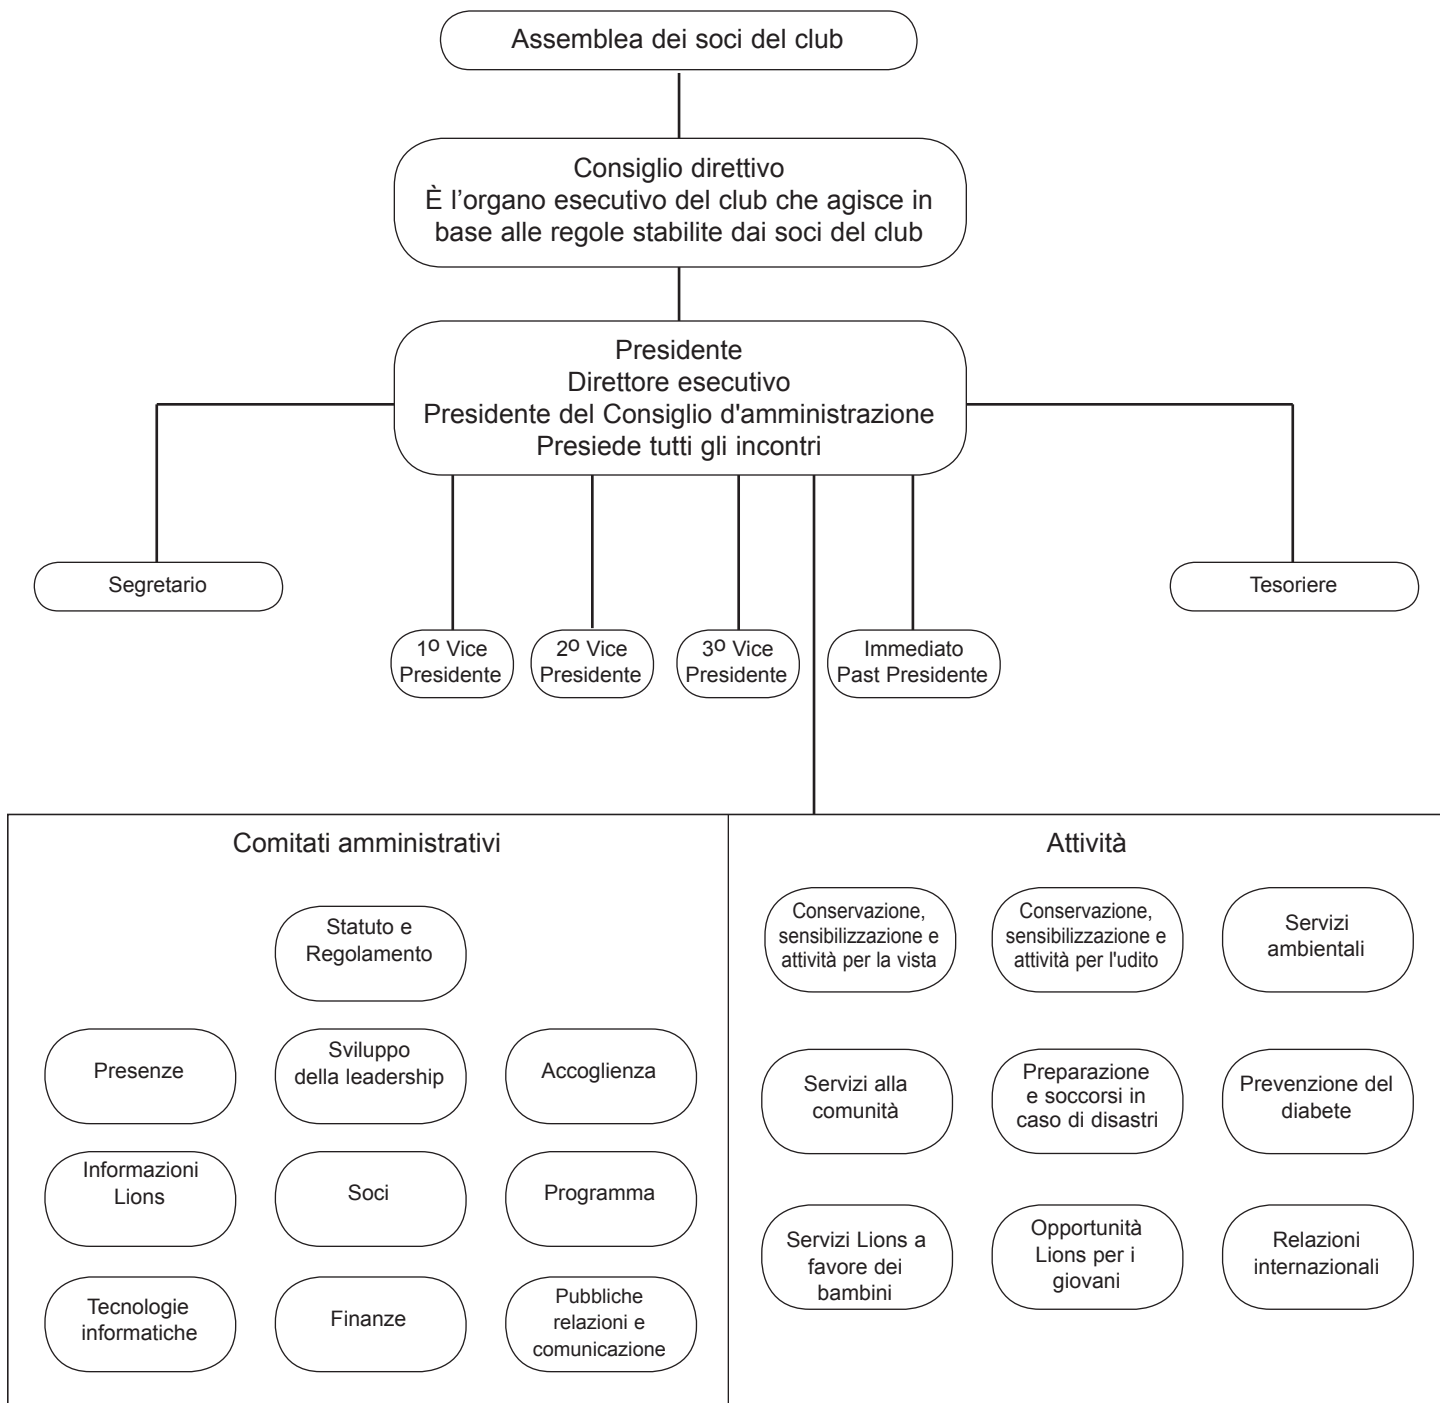 Assemblea dei soci del club
Consiglio direttivo
È l’organo esecutivo del club che agisce in
base alle regole stabilite dai soci del club
Presidente
Direttore esecutivo
Presidente del Consiglio d'amministrazione
Presiede tutti gli incontri
Segretario
Tesoriere
1º Vice
Presidente
2º Vice
Presidente
3º Vice
Presidente
Immediato
Past Presidente
Comitati amministrativi
Statuto e
Regolamento
Presenze
Sviluppo
della leadership
Accoglienza
Informazioni
Lions
Soci
Programma
Tecnologie
informatiche
Finanze
Pubbliche
relazioni e
comunicazione
Attività
Conservazione,
sensibilizzazione e
attività per la vista
Conservazione,
sensibilizzazione e
attività per l'udito
Servizi
ambientali
Servizi alla
comunità
Preparazione
e soccorsi in
caso di disastri
Prevenzione del
diabete
Servizi Lions a
favore dei
bambini
Opportunità
Lions per i
giovani
Relazioni
internazionali